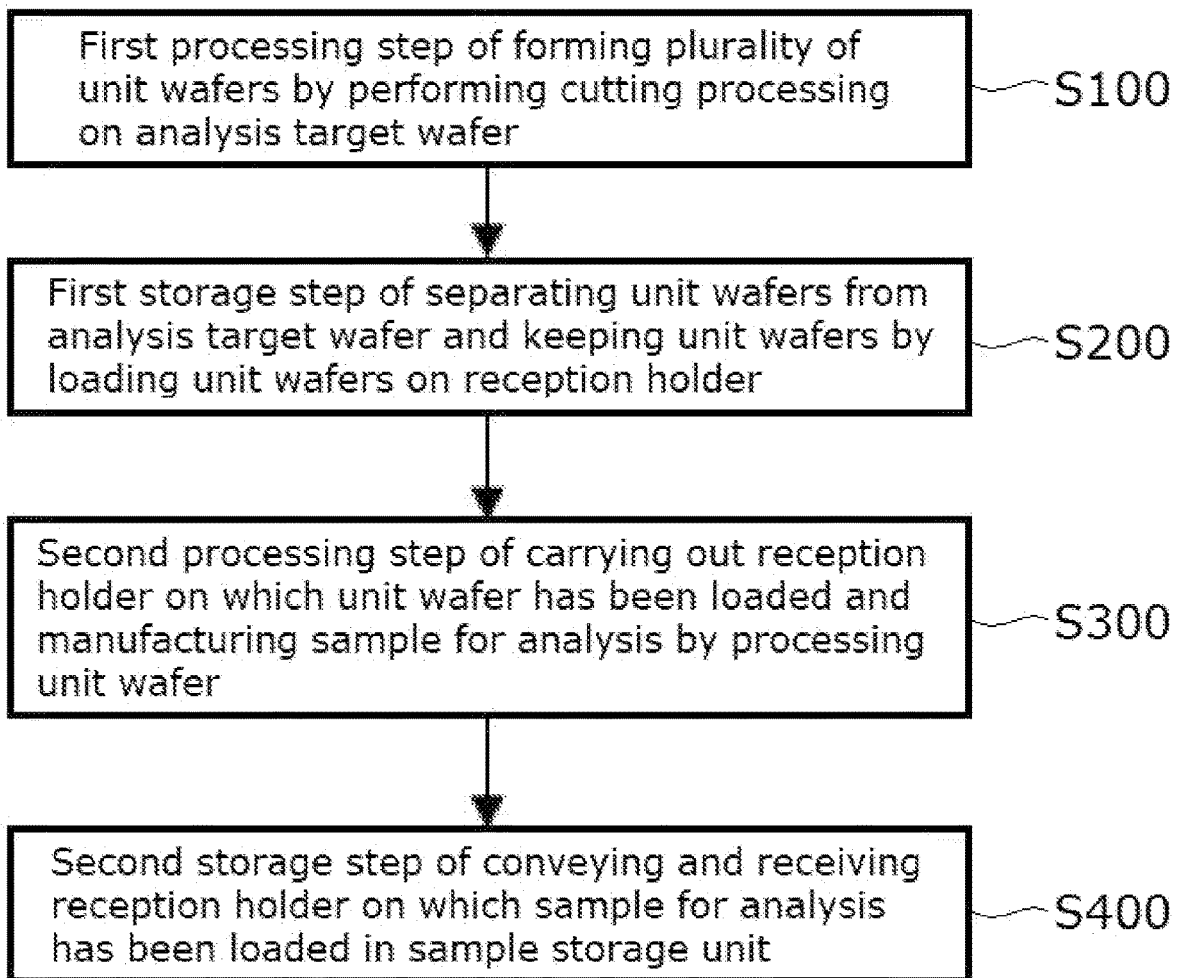 First processing step of forming plurality of
unit wafers by performing cutting processing
on analysis target wafer
S100
First storage step of separating unit wafers from
analysis target wafer and keeping unit wafers by
loading unit wafers on reception holder
S200
Second processing step of carrying out reception
holder on which unit wafer has been loaded and
manufacturing sample for analysis by processing
unit wafer
S300
Second storage step of conveying and receiving
reception holder on which sample for analysis
has been loaded in sample storage unit
S400